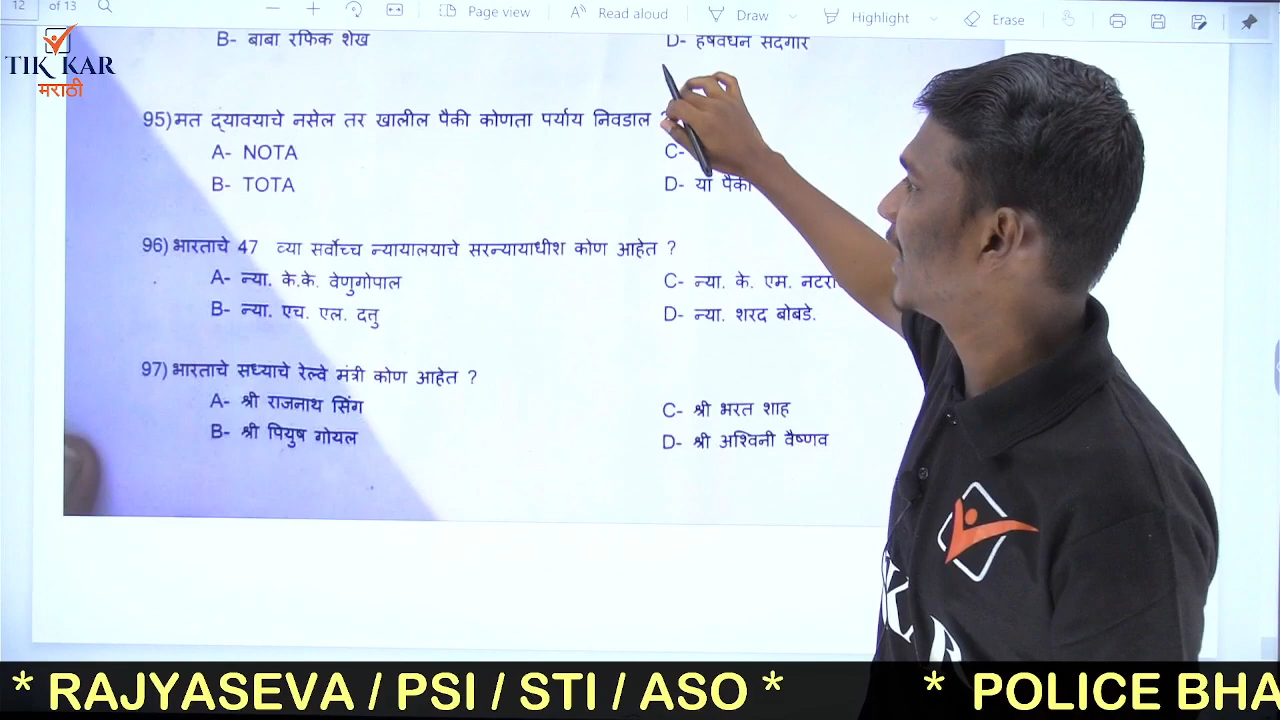 12 of 13 Page view Read aloud Draw Highlight Erase
TIK KAR
मराठी
B- बाबा रफिक शेख D- हर्षवर्धन सदगीर
95) मत द्यावयाचे नसेल तर खालील पैकी कोणता पर्याय निवडाल ?
A- NOTA C-
B- TOTA D- या पैकी
96) भारताचे 47 व्या सर्वोच्च न्यायालयाचे सरन्यायाधीश कोण आहेत ?
A- न्या. के.के. वेणुगोपाल C- न्या. के. एम. नटरा
B- न्या. एच. एल. दत्तु D- न्या. शरद बोबडे.
97) भारताचे सध्याचे रेल्वे मंत्री कोण आहेत ?
A- श्री राजनाथ सिंग C- श्री भरत शाह
B- श्री पियुष गोयल D- श्री अश्विनी वैष्णव
* RAJYASEVA / PSI / STI / ASO * * POLICE BHA